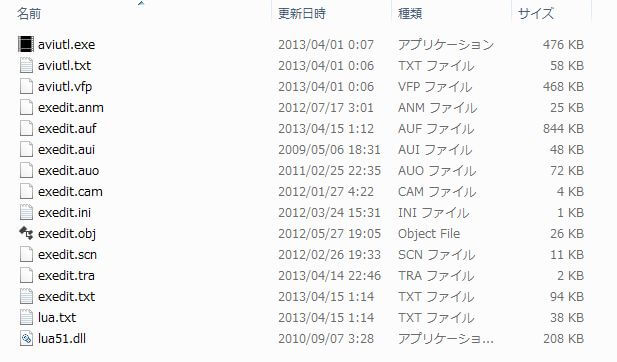 名前 更新日時 種類 サイズ
aviutl.exe 2013/04/01 0:07 アプリケーション 476 KB
aviutl.txt 2013/04/01 0:06 TXT ファイル 58 KB
aviutl.vfp 2013/04/01 0:06 VFP ファイル 468 KB
exedit.anm 2012/07/17 3:01 ANM ファイル 25 KB
exedit.auf 2013/04/15 1:12 AUF ファイル 844 KB
exedit.aui 2009/05/06 18:31 AUI ファイル 48 KB
exedit.auo 2011/02/25 22:35 AUO ファイル 72 KB
exedit.cam 2012/01/27 4:22 CAM ファイル 4 KB
exedit.ini 2012/03/24 15:31 INI ファイル 1 KB
exedit.obj 2012/05/27 19:05 Object File 26 KB
exedit.scn 2012/02/26 19:33 SCN ファイル 11 KB
exedit.tra 2013/04/14 22:46 TRA ファイル 2 KB
exedit.txt 2013/04/15 1:14 TXT ファイル 94 KB
lua.txt 2013/04/15 1:14 TXT ファイル 38 KB
lua51.dll 2010/09/07 3:28 アプリケーショ... 208 KB